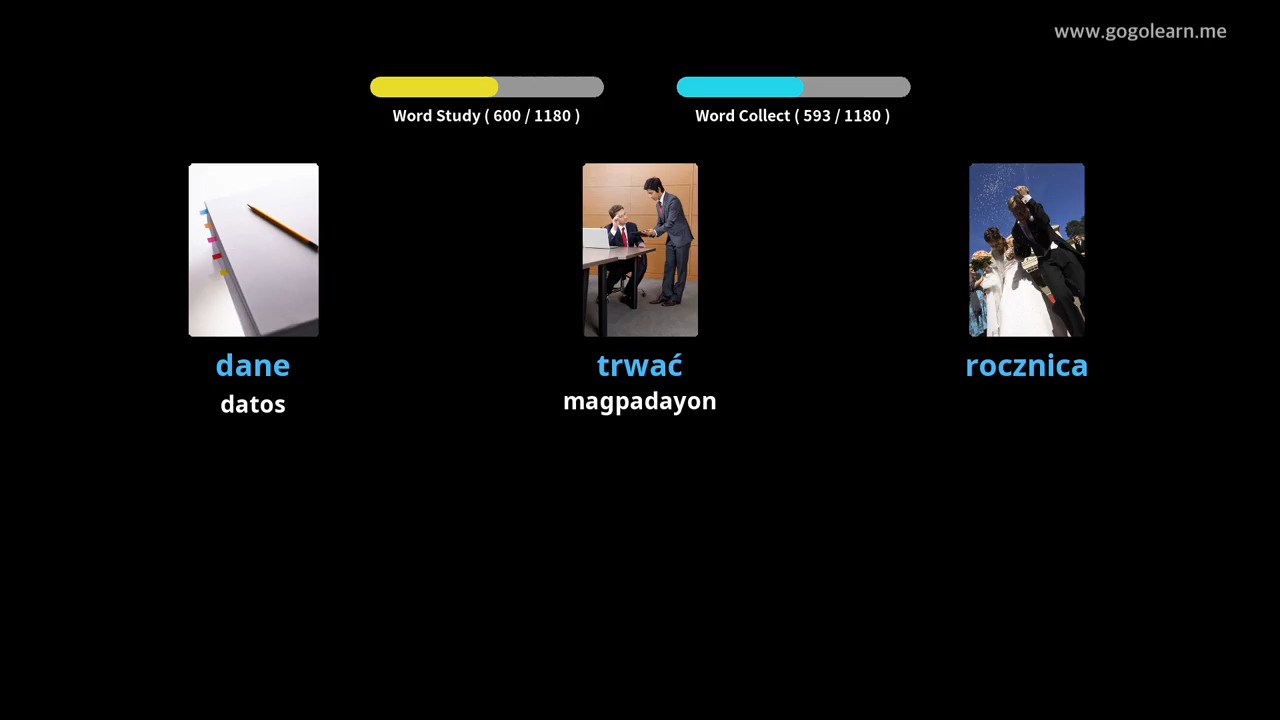 www.gogolearn.me
Word Study ( 600 / 1180 )
Word Collect ( 593 / 1180 )
dane
datos
trwać
magpadayon
rocznica